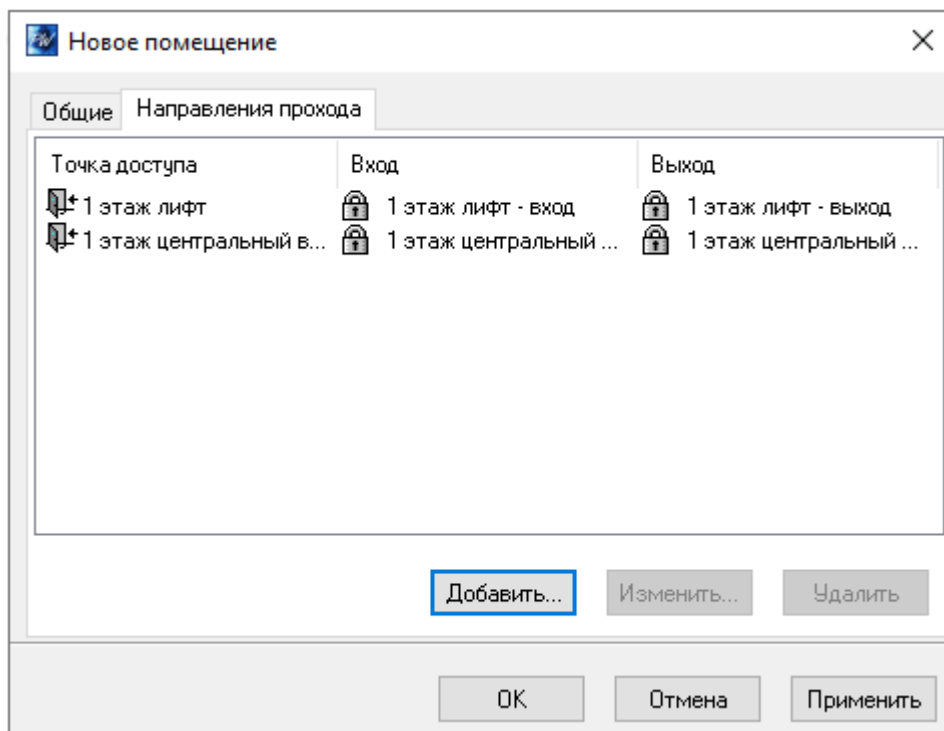 Новое помещение
Общие Направления прохода
Точка доступа Вход Выход
1 этаж лифт 1 этаж лифт - вход 1 этаж лифт - выход
1 этаж центральный в... 1 этаж центральный ... 1 этаж центральный ...
Добавить... Изменить... Удалить
OK Отмена Применить